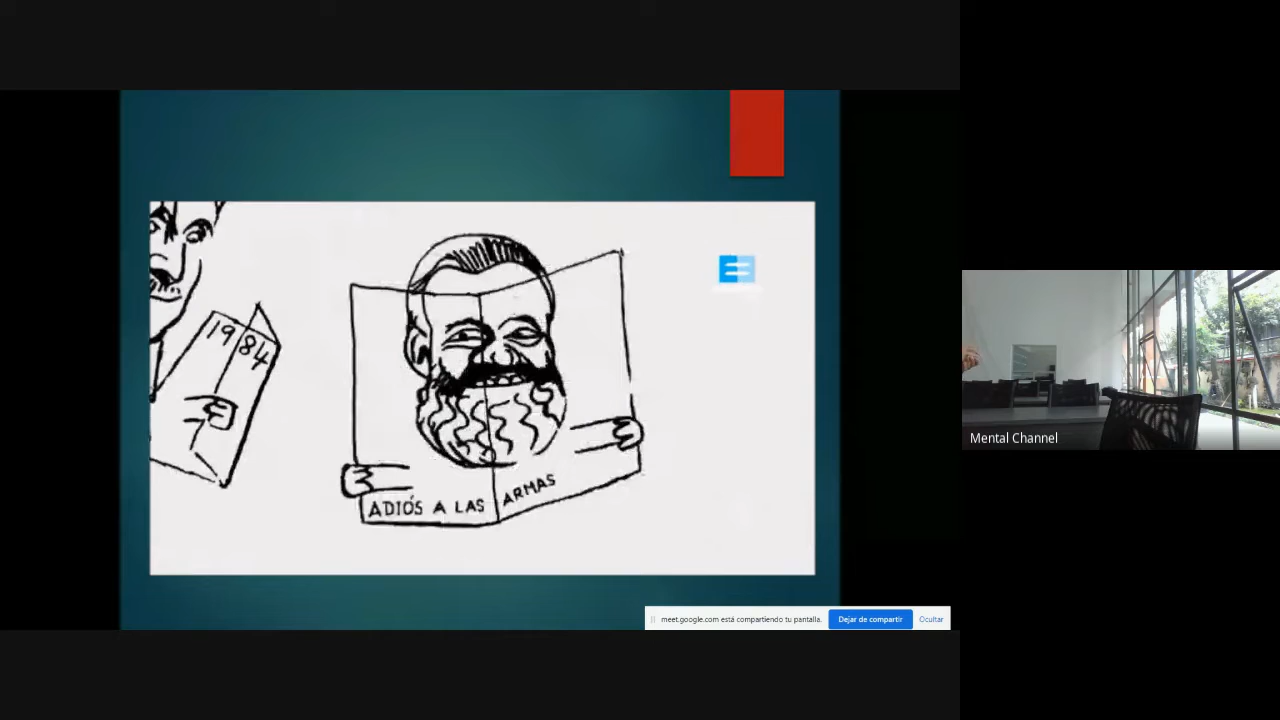 1984
ADIÓS A LAS ARMAS
Mental Channel
meet.google.com está compartiendo tu pantalla.
Dejar de compartir
Ocultar